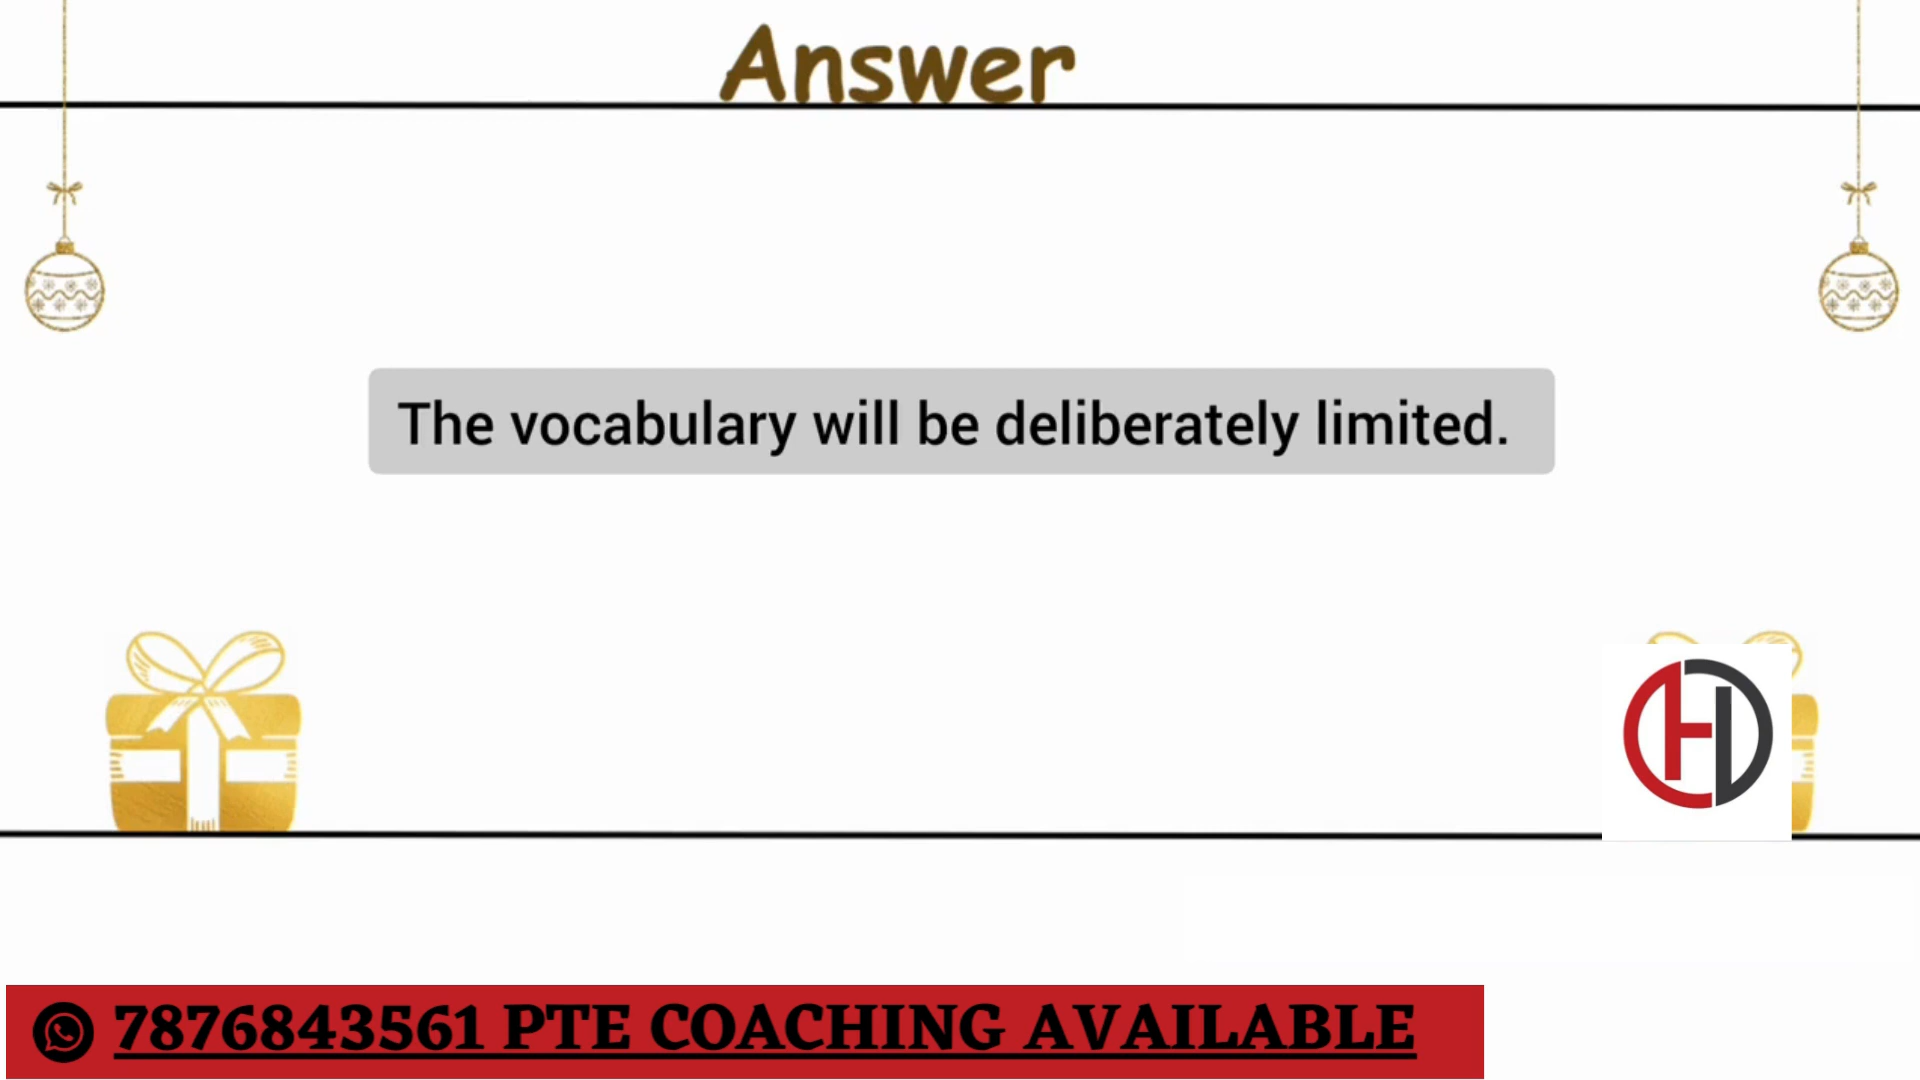 Answer
The vocabulary will be deliberately limited.
7876843561 PTE COACHING AVAILABLE